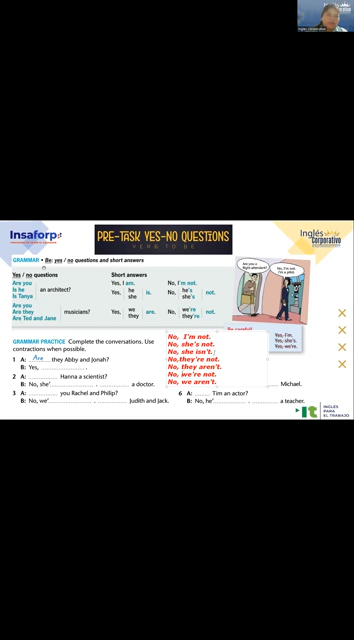 Inglés Corporativo
Insaforp
PRE-TASK YES-NO QUESTIONS
VERB TO BE
Inglés
Corporativo
GRAMMAR • Be: yes / no questions and short answers
Yes / no questions
Short answers
Are you
Is he
Is Tanya
an architect?
Yes, I am.
Yes, he
she
is.
No, I'm not.
No, he's
she's
not.
Are you
Are they
Are Ted and Jane
musicians?
Yes, we
they
are.
No, we're
they're
not.
Are you a
flight attendant?
No, I'm not.
I'm a pilot.
Be careful!
Yes, I'm.
Yes, she's.
Yes, we're.
GRAMMAR PRACTICE Complete the conversations. Use
contractions when possible.
1 A: Are they Abby and Jonah?
B: Yes, .
2 A: Hanna a scientist?
B: No, she' . a doctor.
3 A: you Rachel and Philip?
B: No, we' . Judith and Jack.
No, I'm not.
No, she's not.
No, she isn't.
No,they're not.
No, they aren't.
No, we're not.
No, we aren't.
Michael.
6 A: Tim an actor?
B: No, he' . a teacher.
INGLÉS
PARA
EL TRABAJO